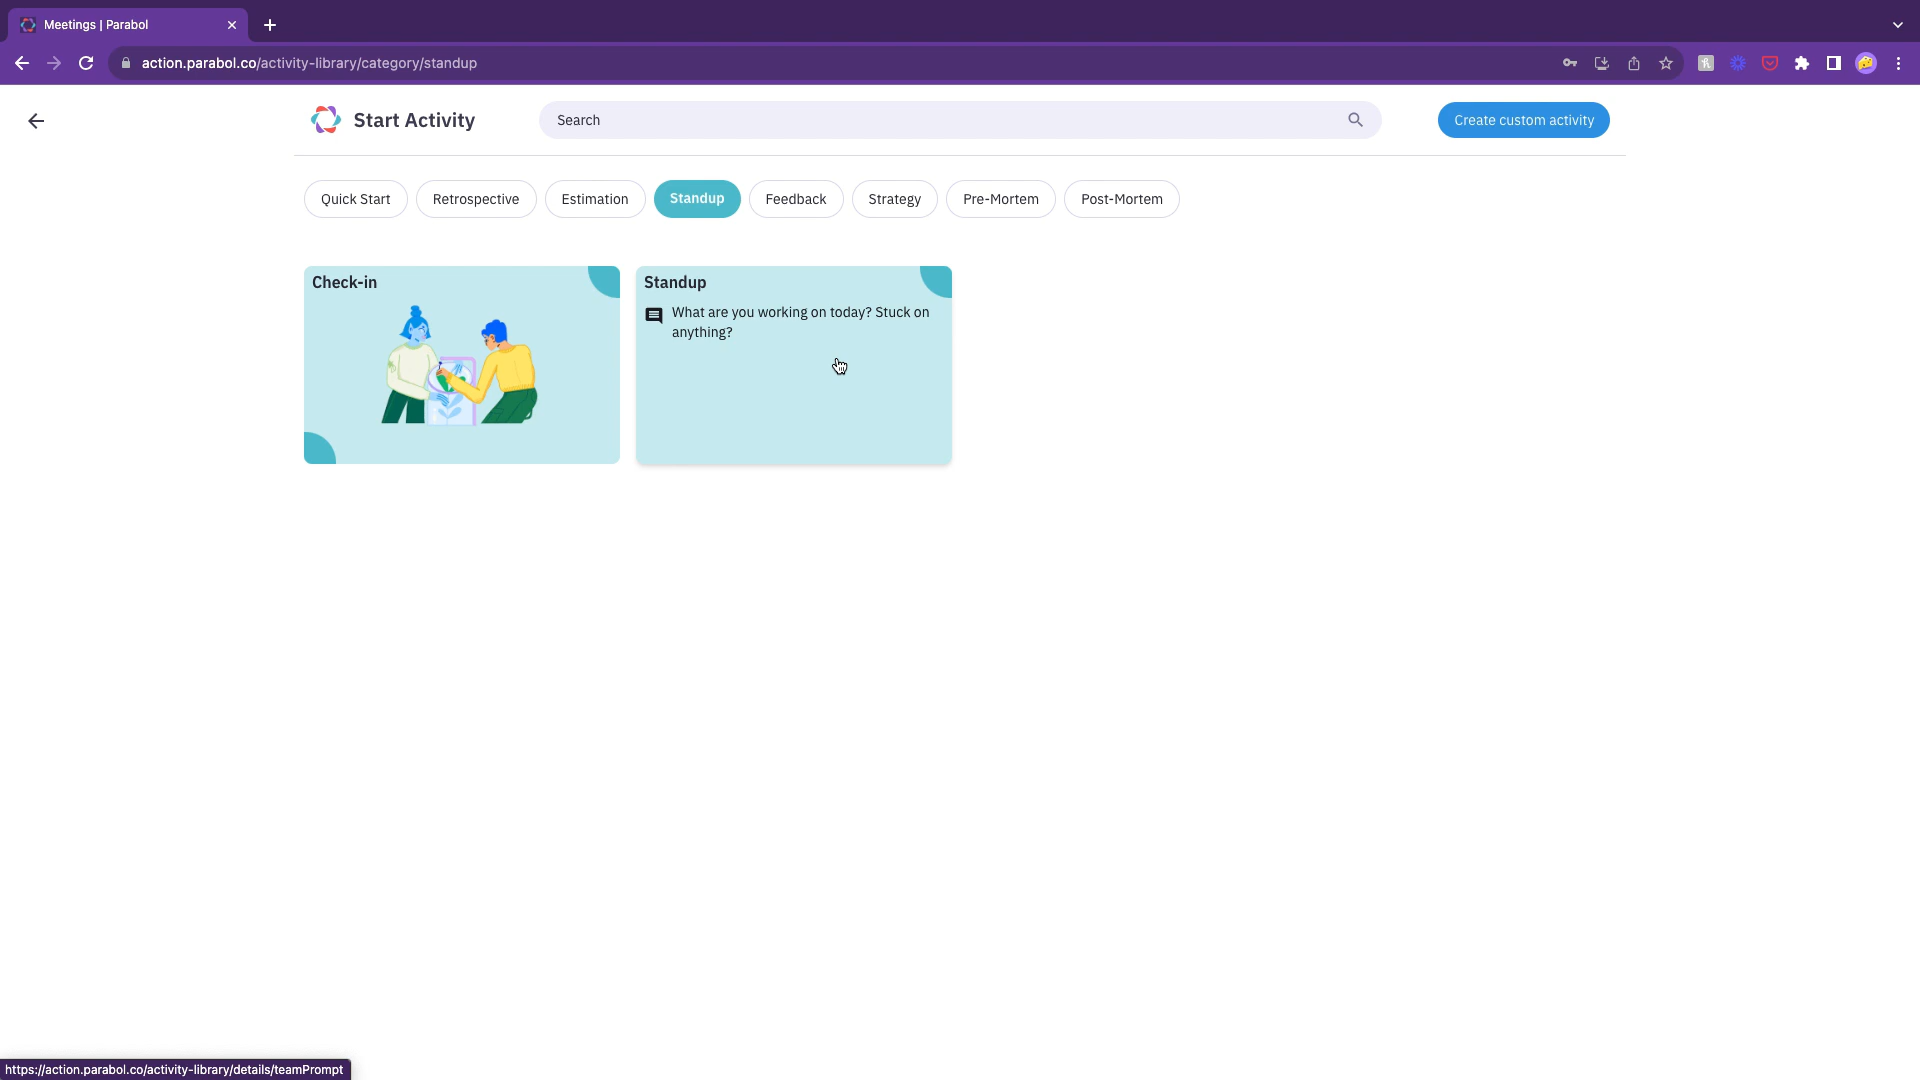 Meetings | Parabol
action.parabol.co/activity-library/category/standup
Start Activity
Search
Create custom activity
Quick Start
Retrospective
Estimation
Standup
Feedback
Strategy
Pre-Mortem
Post-Mortem
Check-in
Standup
What are you working on today? Stuck on
anything?
https://action.parabol.co/activity-library/details/teamPrompt